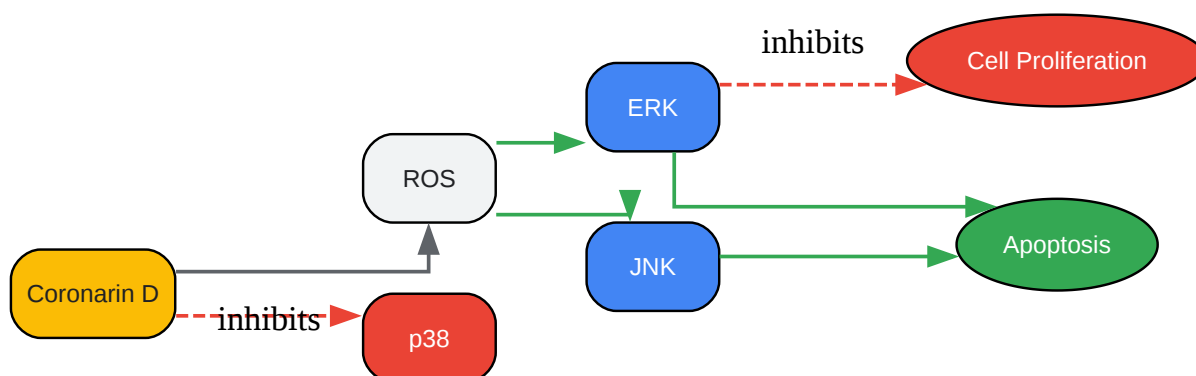 inhibits
Cell Proliferation
ERK
ROS
Apoptosis
JNK
Coronarin D
inhibits
p38